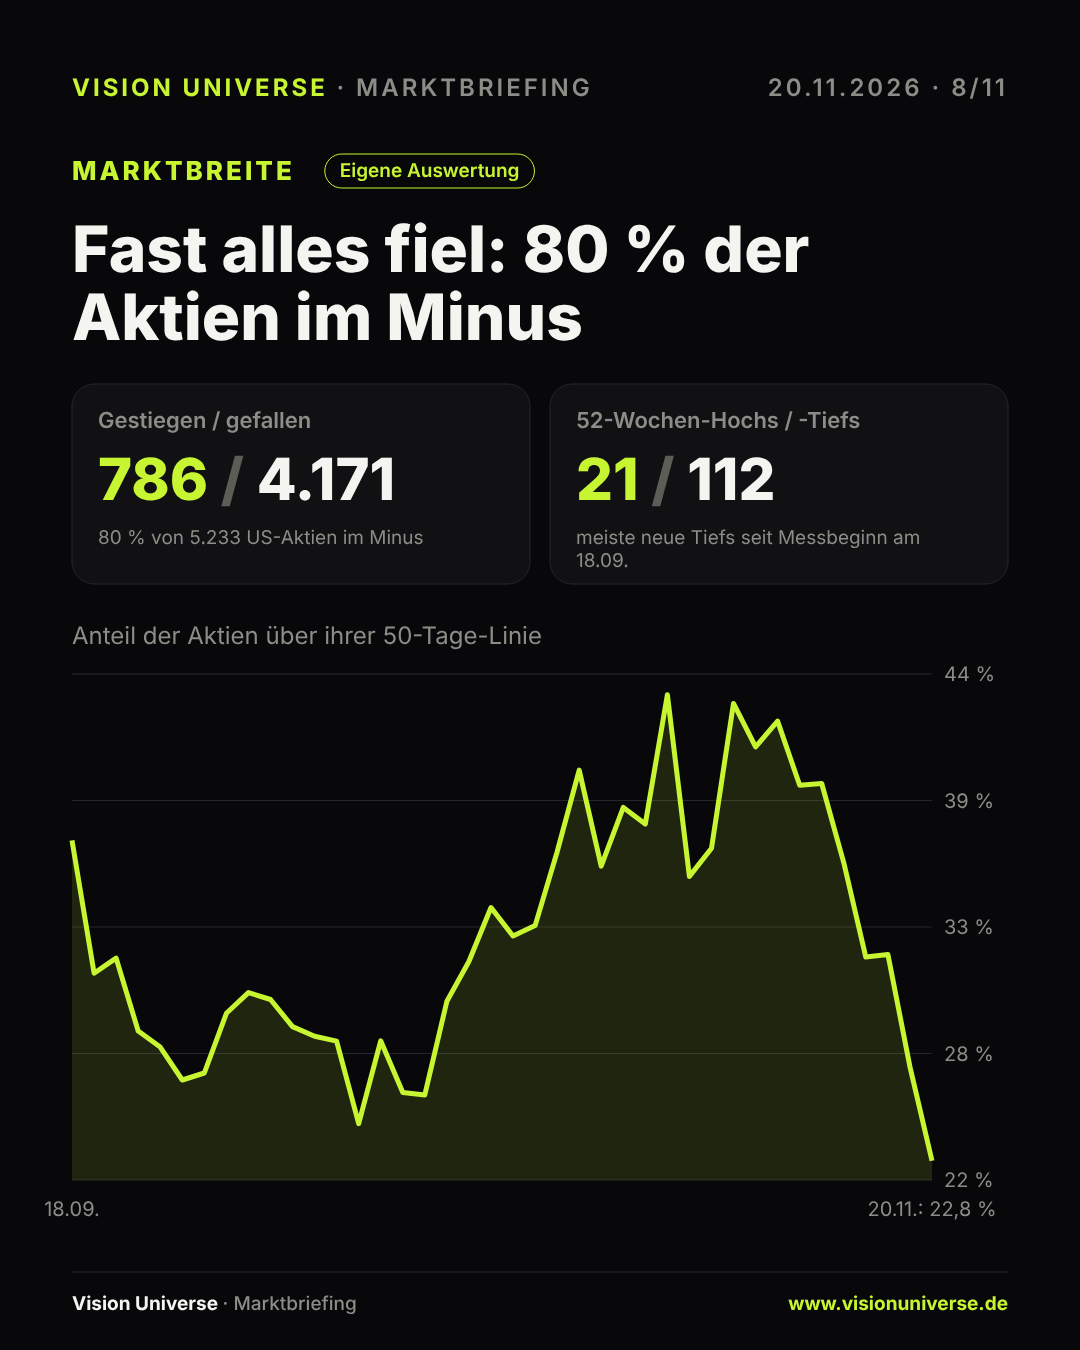 VISION UNIVERSE · MARKTBRIEFING
20.11.2026 · 8/11
MARKTBREITE
Eigene Auswertung
Fast alles fiel: 80 % der
Aktien im Minus
Gestiegen / gefallen
786 / 4.171
80 % von 5.233 US-Aktien im Minus
52-Wochen-Hochs / -Tiefs
21 / 112
meiste neue Tiefs seit Messbeginn am
18.09.
Anteil der Aktien über ihrer 50-Tage-Linie
44 %
39 %
33 %
28 %
22 %
18.09.
20.11.: 22,8 %
Vision Universe · Marktbriefing
www.visionuniverse.de